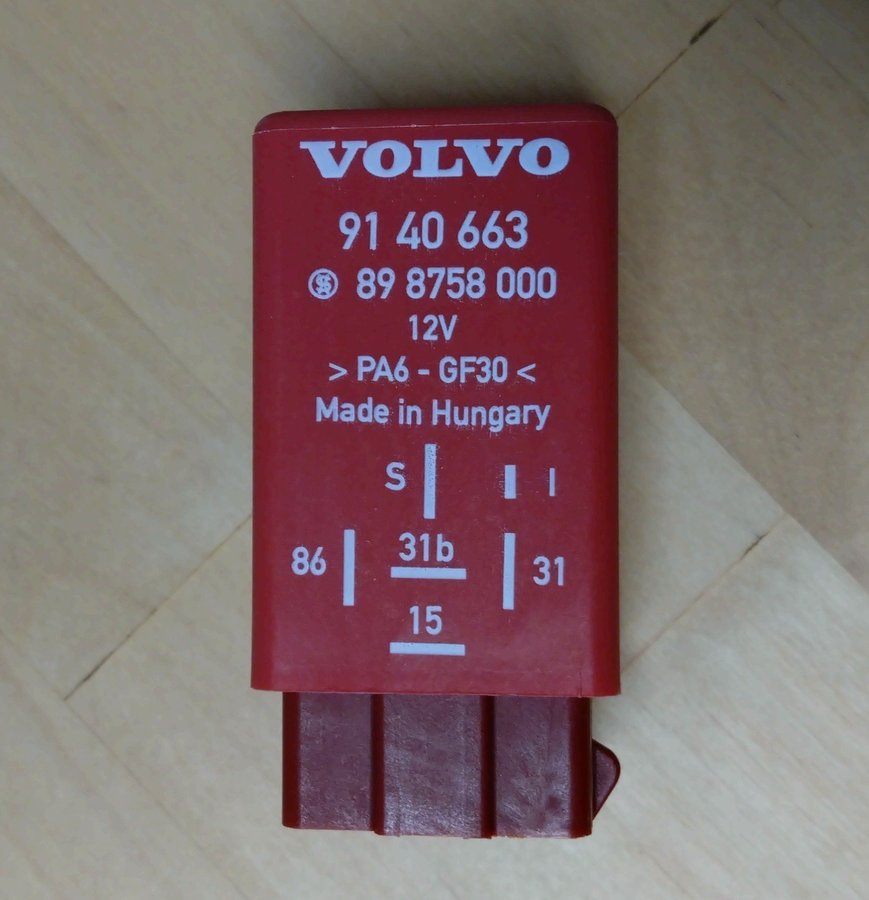 VOLVO
91 40 663
89 8758 000
12V
> PA6 - GF30 <
Made in Hungary
S
31b
86
31
15